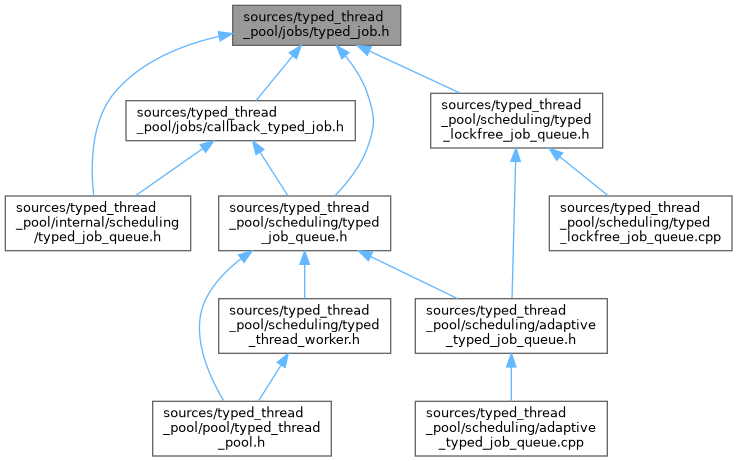 sources/typed_thread
_pool/jobs/typed_job.h
sources/typed_thread
_pool/jobs/callback_typed_job.h
sources/typed_thread
_pool/scheduling/typed
_lockfree_job_queue.h
sources/typed_thread
_pool/internal/scheduling
/typed_job_queue.h
sources/typed_thread
_pool/scheduling/typed
_job_queue.h
sources/typed_thread
_pool/scheduling/typed
_lockfree_job_queue.cpp
sources/typed_thread
_pool/scheduling/typed
_thread_worker.h
sources/typed_thread
_pool/scheduling/adaptive
_typed_job_queue.h
sources/typed_thread
_pool/pool/typed_thread
_pool.h
sources/typed_thread
_pool/scheduling/adaptive
_typed_job_queue.cpp